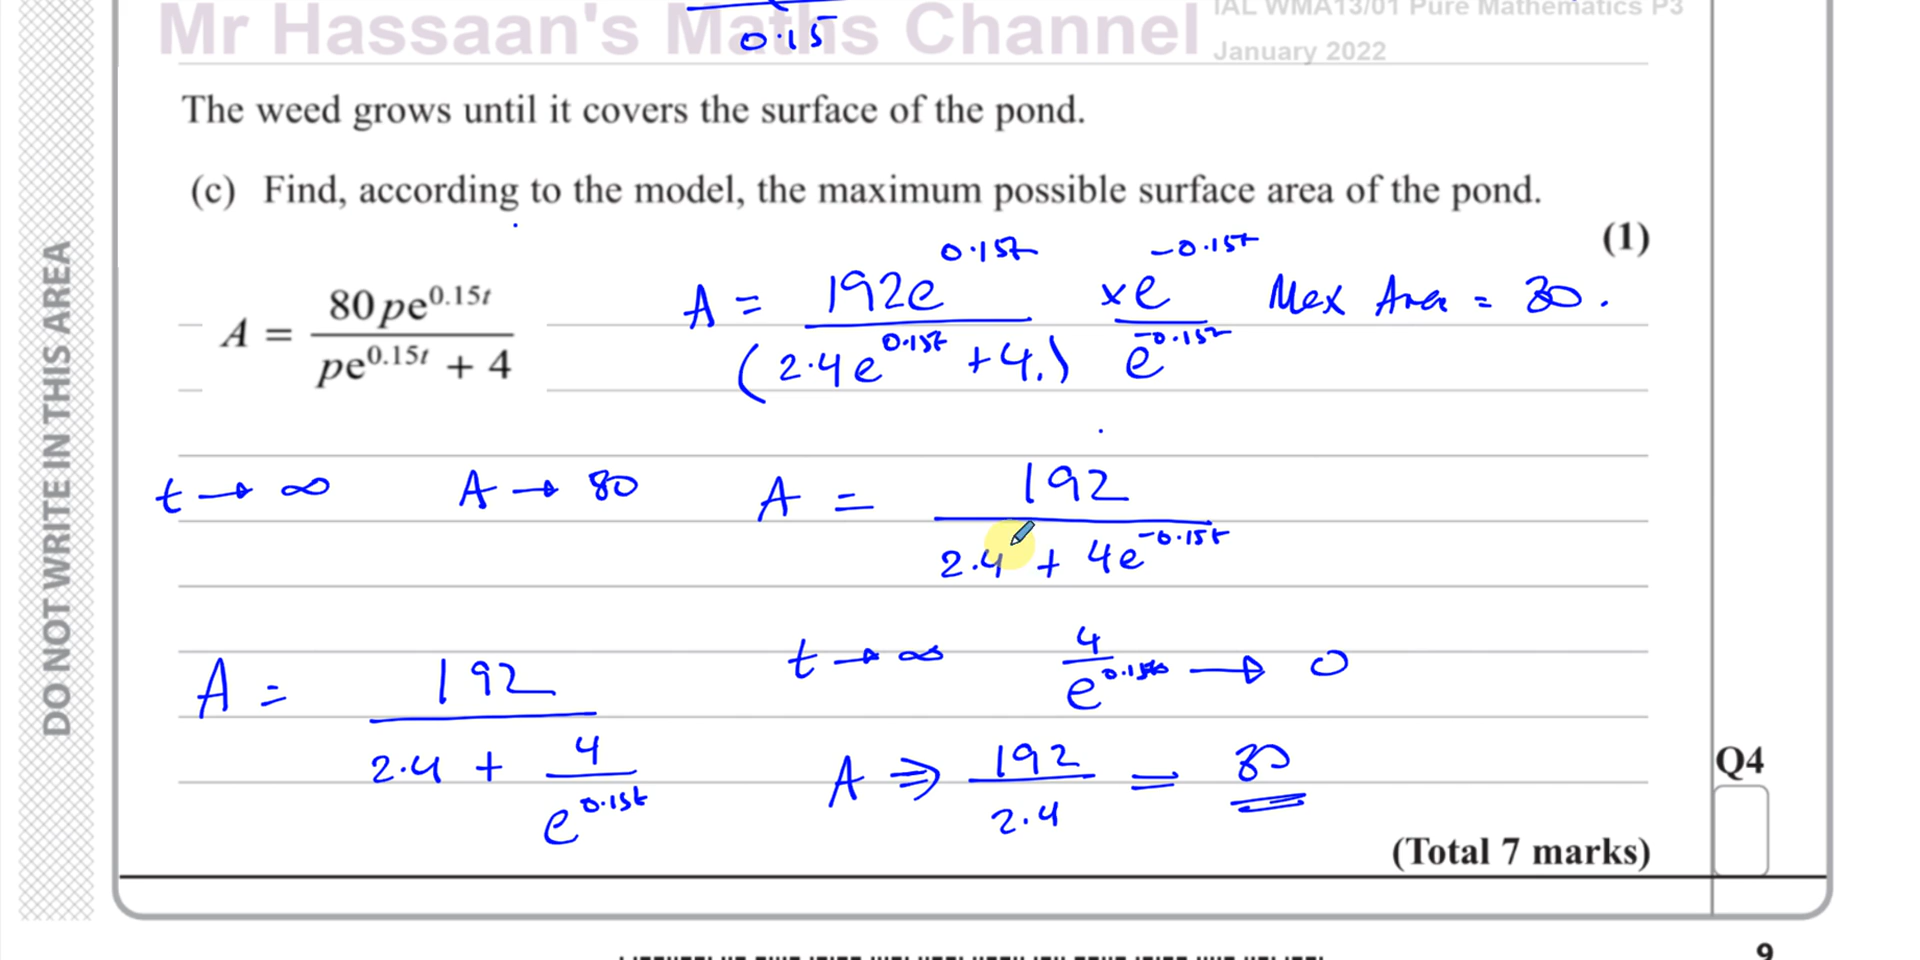 Mr Hassaan's Maths Channel
IAL WMA13/01 Pure Mathematics P3
January 2022
0.15
The weed grows until it covers the surface of the pond.
(c) Find, according to the model, the maximum possible surface area of the pond.
(1)
A = 80pe^0.15t / (pe^0.15t + 4)
A = 192e^0.15t / (2.4e^0.15t + 4.) × e^-0.15t / e^-0.15t
Max Area = 80.
t → ∞ A → 80
A = 192 / (2.4 + 4e^-0.15t)
A = 192 / (2.4 + 4 / e^0.15t)
t → ∞ 4 / e^0.15∞ → 0
A ⇒ 192 / 2.4 = 80
Q4
(Total 7 marks)
DO NOT WRITE IN THIS AREA
9